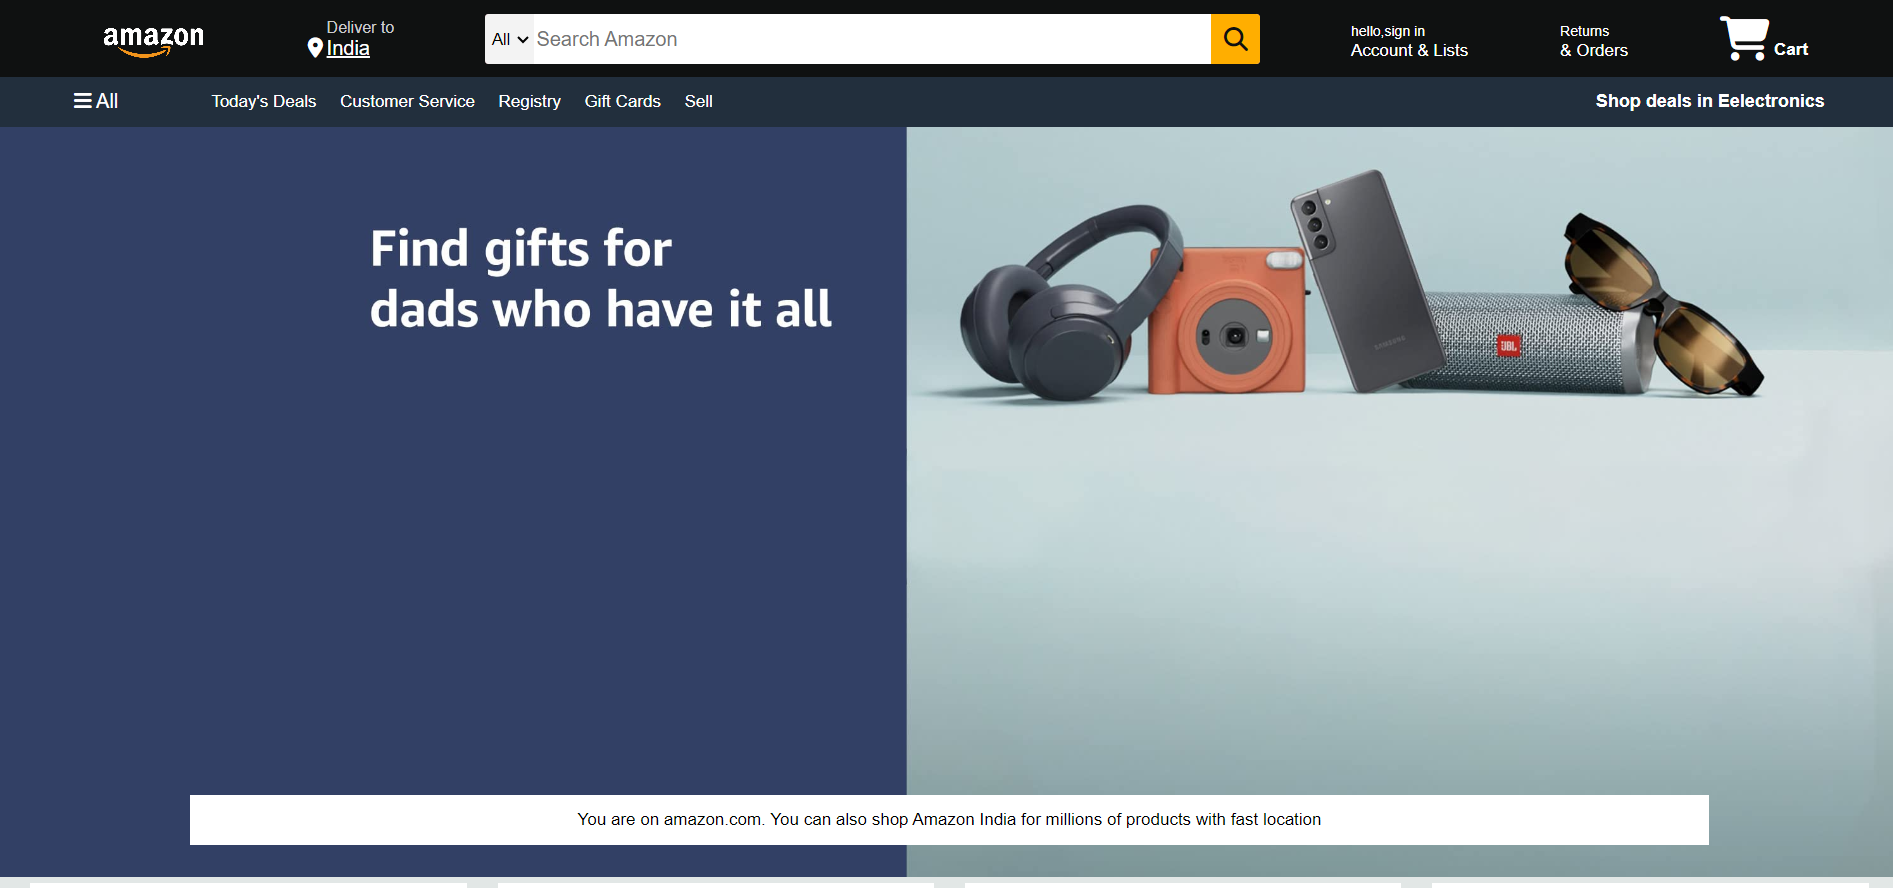 amazon
Deliver to
India
All
Search Amazon
hello,sign in
Account & Lists
Returns
& Orders
Cart
All
Today's Deals
Customer Service
Registry
Gift Cards
Sell
Shop deals in Eelectronics
Find gifts for
dads who have it all
SAMSUNG
JBL
You are on amazon.com. You can also shop Amazon India for millions of products with fast location